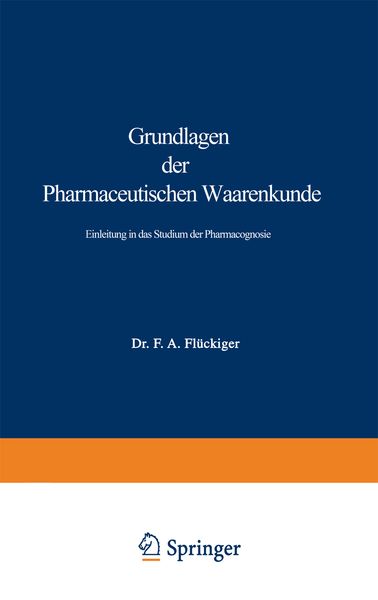 Grundlagen
der
Pharmaceutischen Waarenkunde
Einleitung in das Studium der Pharmacognosie
Dr. F. A. Flückiger
Springer